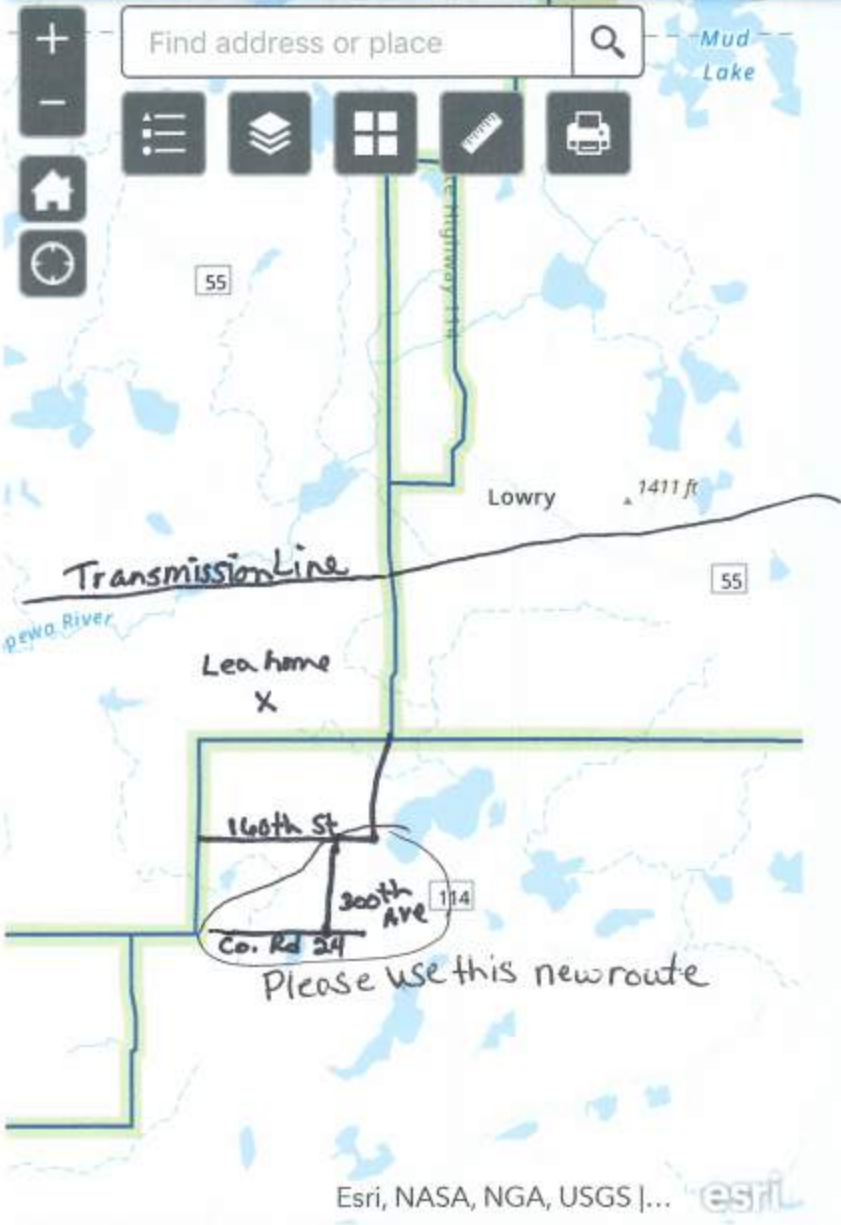 Find address or place
Mud
Lake
55
Highway 114
Lowry
1411 ft
Transmission Line
55
pewa River
Lea home
x
160th St
300th
Ave
114
Co. Rd 24
Please use this new route
Esri, NASA, NGA, USGS |...
esri